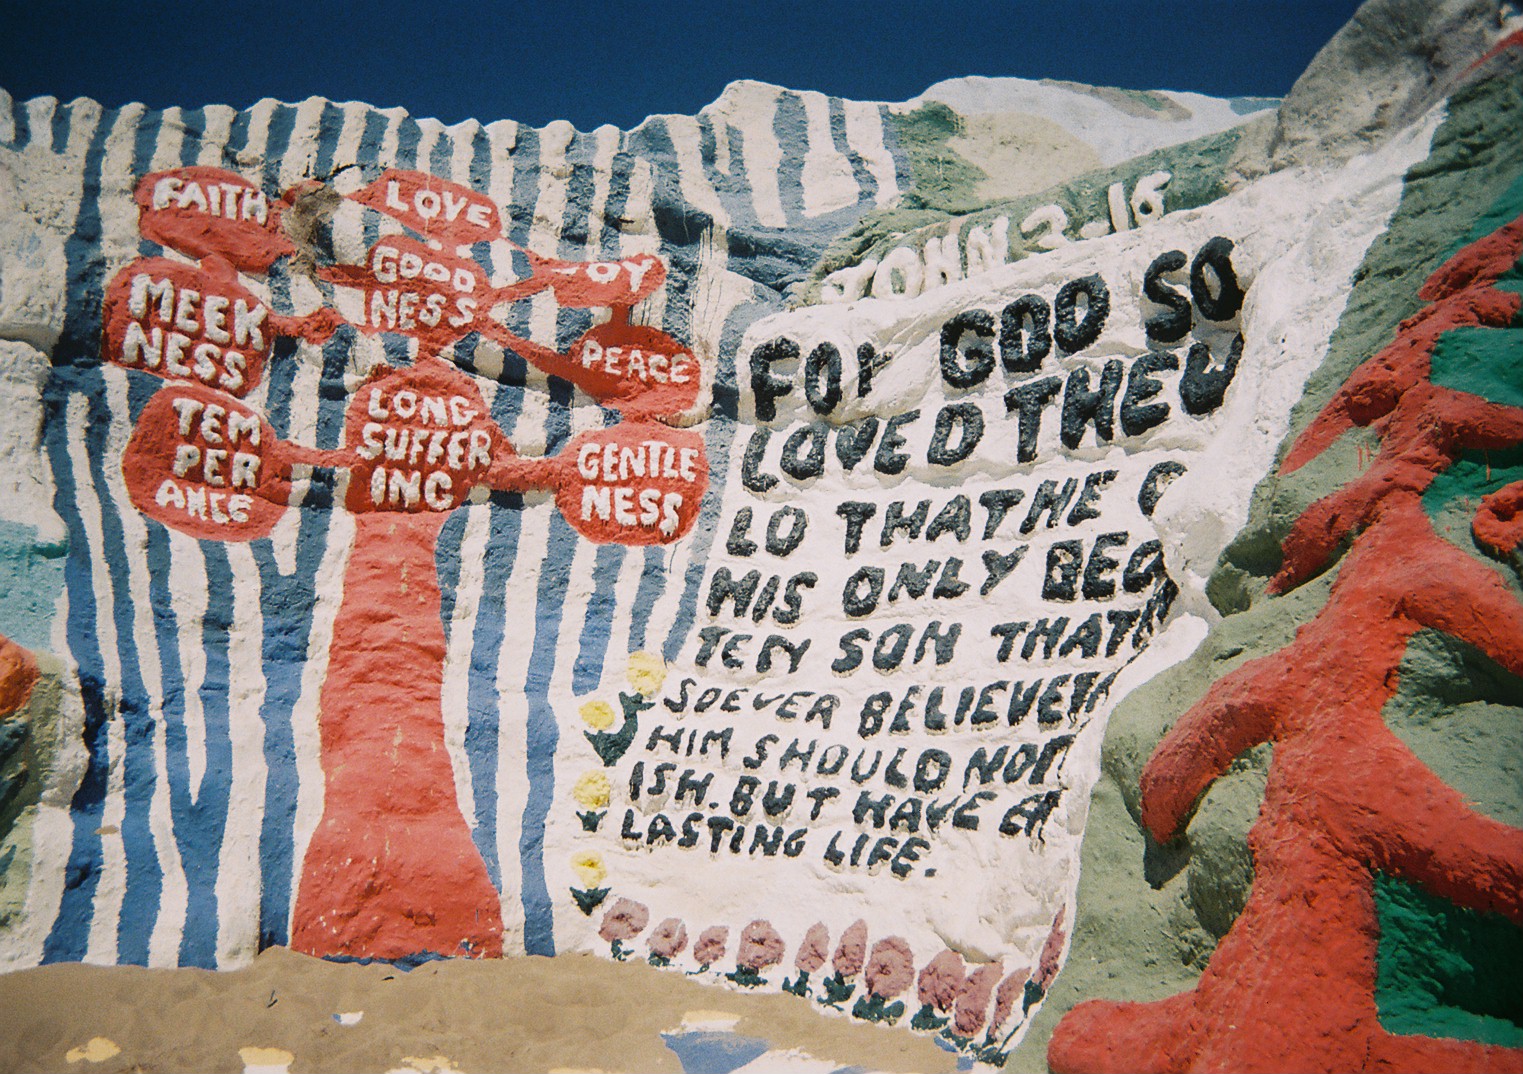 FAITH
LOVE
GOOD
NESS
JOY
MEEK
NESS
PEACE
TEM
PER
ANCE
LONG
SUFFER
ING
GENTLE
NESS
JOHN 3.16
FOR GOD SO
LOVED THE W
LO THAT HE G
HIS ONLY BEG
TEN SON THAT
SOEVER BELIEVETH
HIM SHOULD NOT
ISH. BUT HAVE
LASTING LIFE.